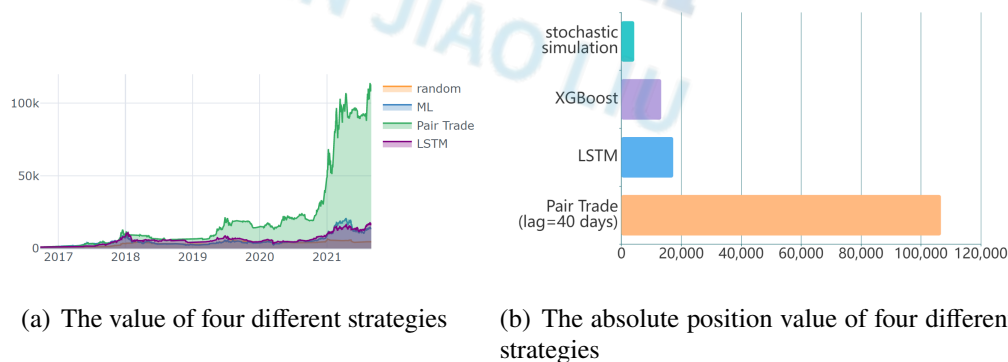 100k
50k
0
2017
2018
2019
2020
2021
random
ML
Pair Trade
LSTM
stochastic
simulation
XGBoost
LSTM
Pair Trade
(lag=40 days)
0
20,000
40,000
60,000
80,000
100,000
120,000
JIAO LIU
(a) The value of four different strategies
(b) The absolute position value of four differen
strategies